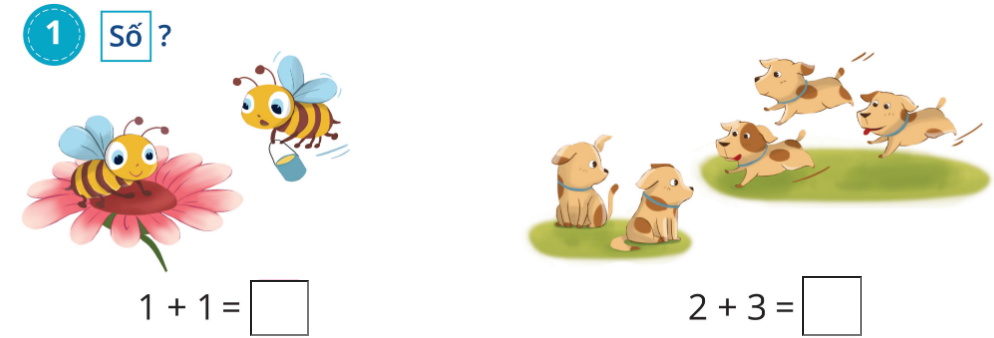 1 Số ?
1 + 1 =
2 + 3 =